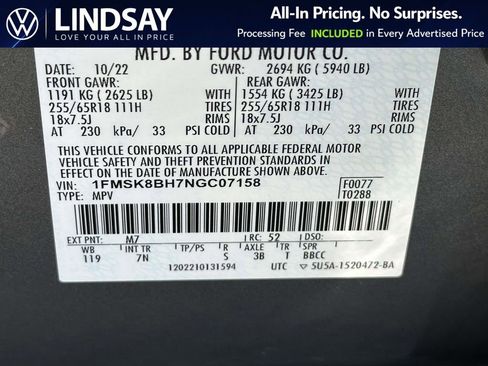 LINDSAY
LOVE YOUR ALL-IN PRICE
All-In Pricing. No Surprises.
Processing Fee INCLUDED in Every Advertised Price
MFD. BY FORD MOTOR CO.
DATE: 10/22 GVWR: 2694 KG ( 5940 LB)
FRONT GAWR: REAR GAWR:
1191 KG ( 2625 LB) 1554 KG ( 3425 LB)
255/65R18 111H TIRES 255/65R18 111H TIRES
18x7.5J RIMS 18x7.5J RIMS
AT 230 kPa/ 33 PSI COLD AT 230 kPa/ 33 PSI COLD
THIS VEHICLE CONFORMS TO ALL APPLICABLE FEDERAL MOTOR
VEHICLE SAFETY AND THEFT PREVENTION STANDARDS IN
EFFECT ON THE DATE OF MANUFACTURE SHOWN ABOVE.
VIN: 1FMSK8BH7NGC07158 F0077
TYPE: MPV T0288
EXT PNT: M7 RC: 52 DSO:
WB INT TR TP/PS R AXLE TR SPR
119 7N S 3B T BBCC
1202210131594 UTC 5U5A-1520472-BA